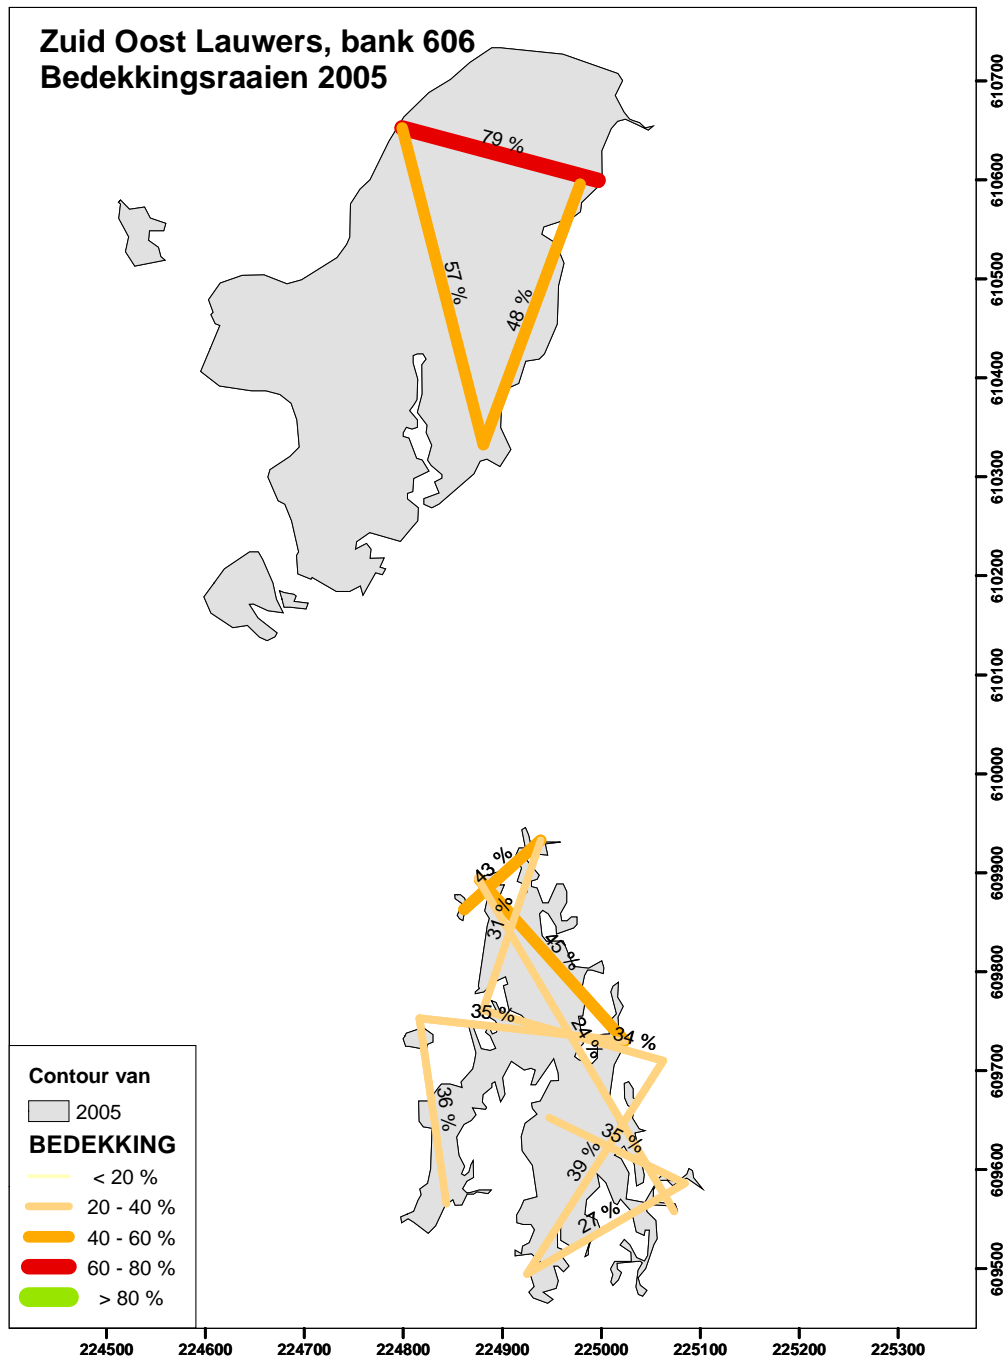 Zuid Oost Lauwers, bank 606
Bedekkingsraaien 2005
79 %
57 %
48 %
43 %
31 %
45 %
35 %
24 %
34 %
36 %
35 %
39 %
27 %
Contour van
2005
BEDEKKING
< 20 %
20 - 40 %
40 - 60 %
60 - 80 %
> 80 %
610700
610600
610500
610400
610300
610200
610100
610000
609900
609800
609700
609600
609500
224500 224600 224700 224800 224900 225000 225100 225200 225300